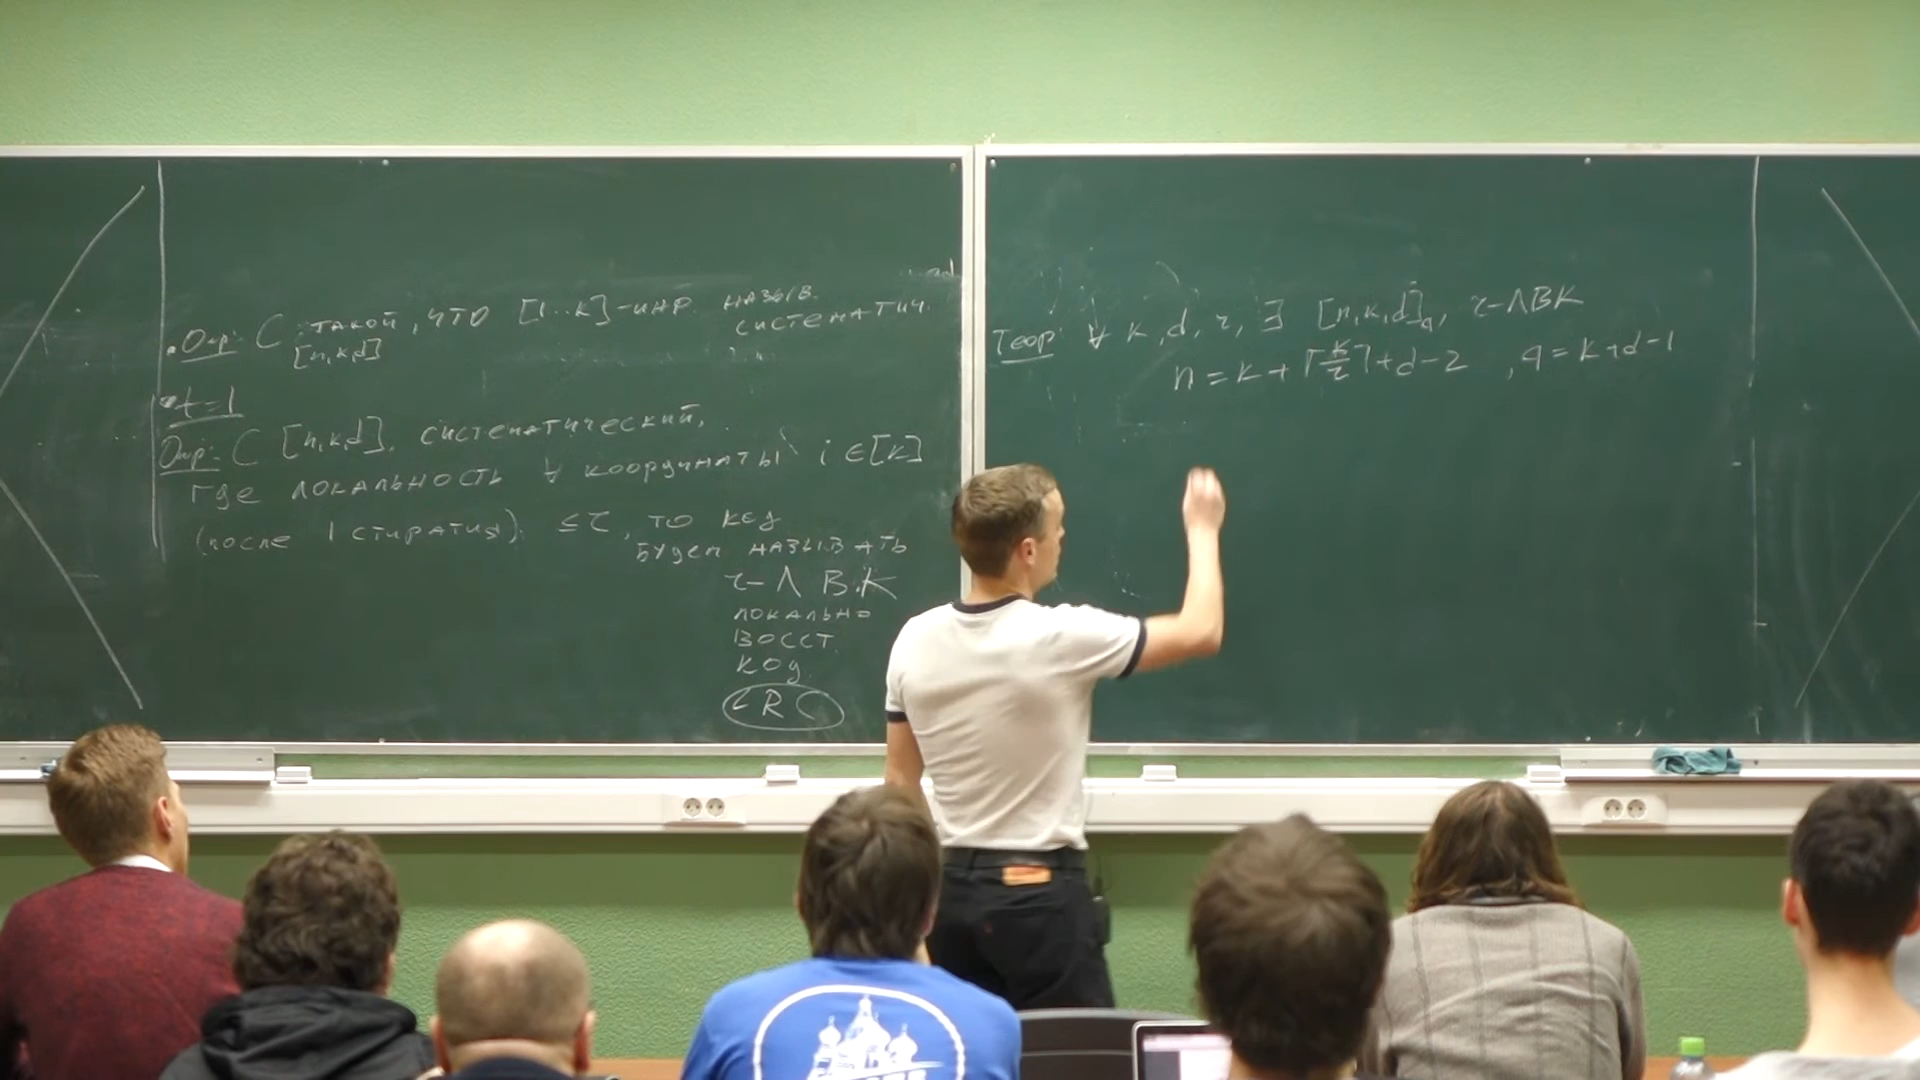 Опр: C такой, что [1..k]-инф. назыв.
[n,k,d] систематич.
t=1
Опр: C [n,k,d], систематический,
где локальность ∀ координаты i ∈ [k]
(после 1 стирания) ≤ r, то код
будем называть
r-ЛВК
локально
восст.
код
LRC
Теор: ∀ k, d, r, ∃ [n,k,d]q, r-ЛВК
n = k + ⌈k/r⌉ + d - 2, q = k+d-1